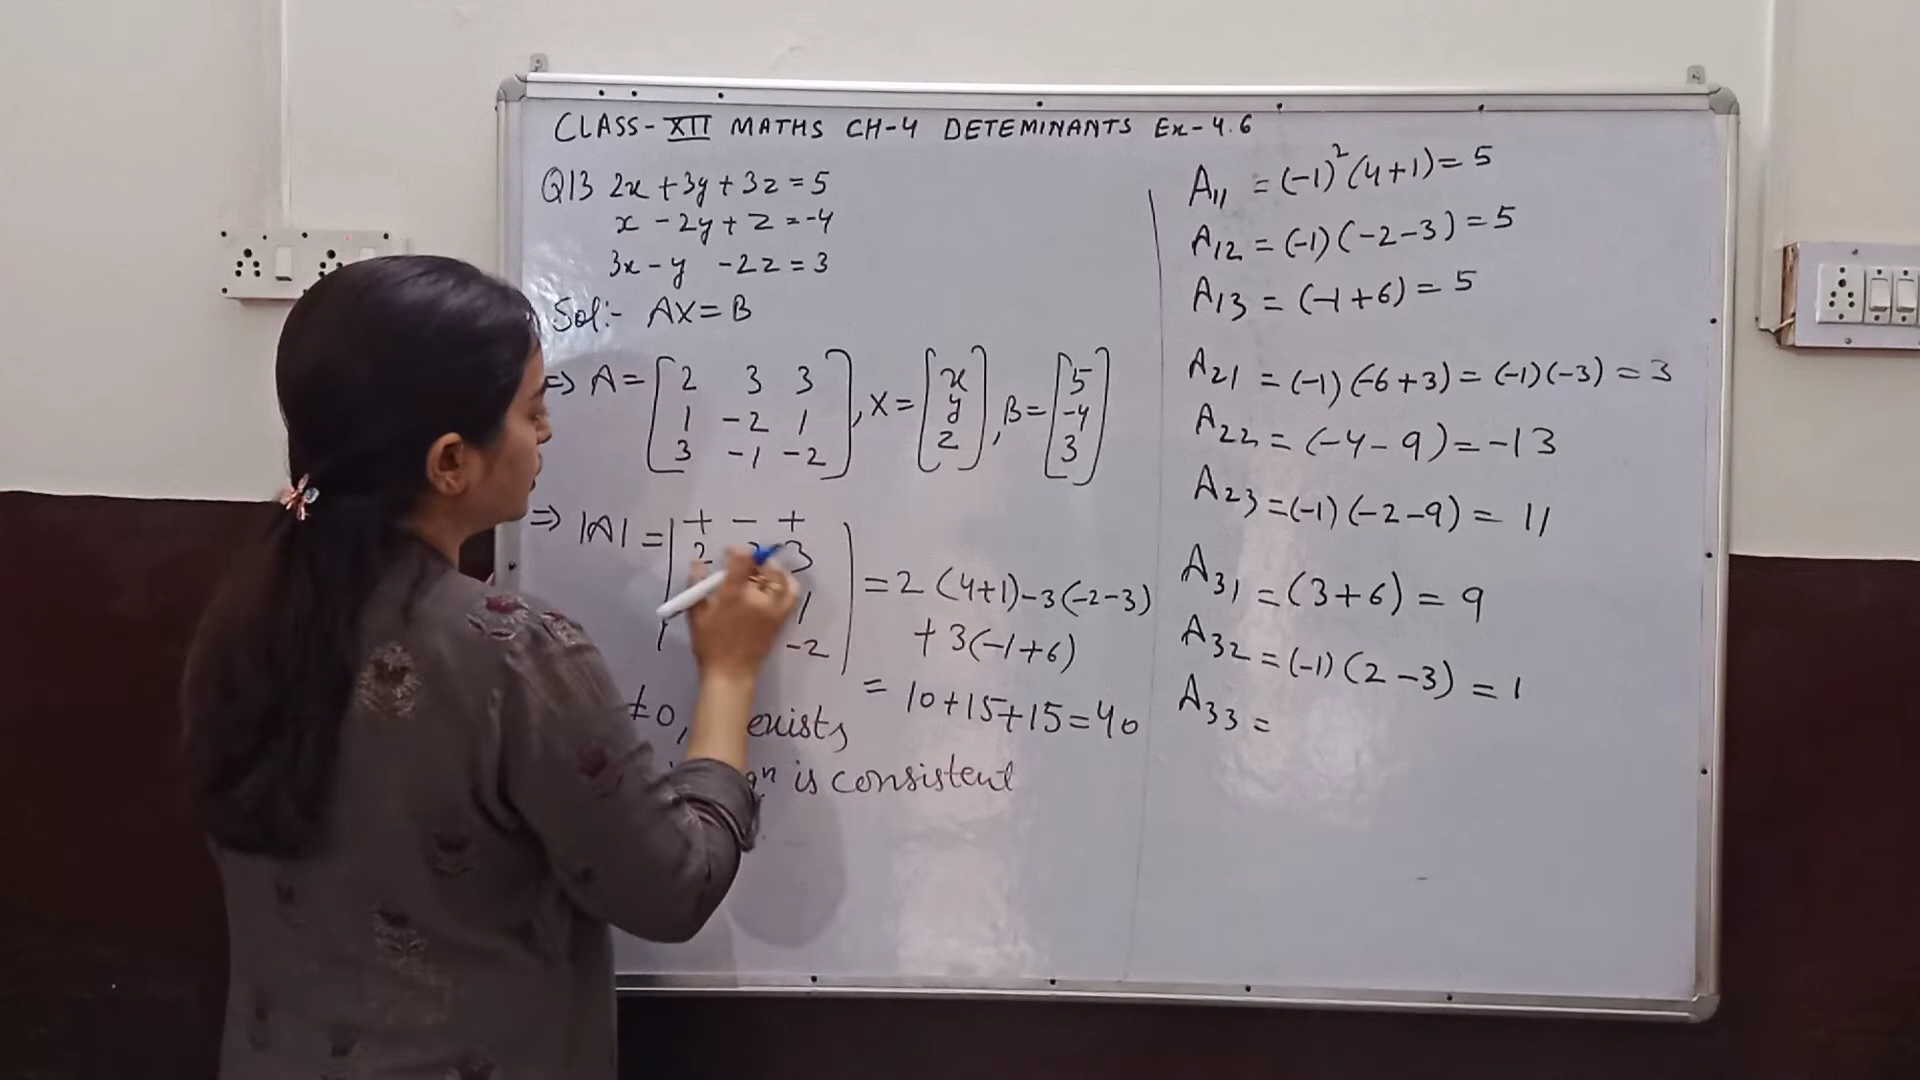 CLASS-XII MATHS CH-4 DETEMINANTS Ex-4.6
Q13 2x+3y+3z=5
x-2y+z=-4
3x-y -2z=3
Sol:- AX=B
=> A=[2 3 3
1 -2 1
3 -1 -2], X=[x
y
z], B=[5
-4
3]
=> |A| = + - +
2 3
1
-2
=2(4+1)-3(-2-3)
+3(-1+6)
= 10+15+15=40
≠0, exists
is consistent
A₁₁ =(-1)²(4+1)=5
A₁₂ =(-1)(-2-3)=5
A₁₃ =(-1+6)=5
A₂₁ =(-1)(-6+3)=(-1)(-3)=3
A₂₂ =(-4-9)=-13
A₂₃ =(-1)(-2-9)=11
A₃₁ =(3+6)=9
A₃₂ =(-1)(2-3)=1
A₃₃ =